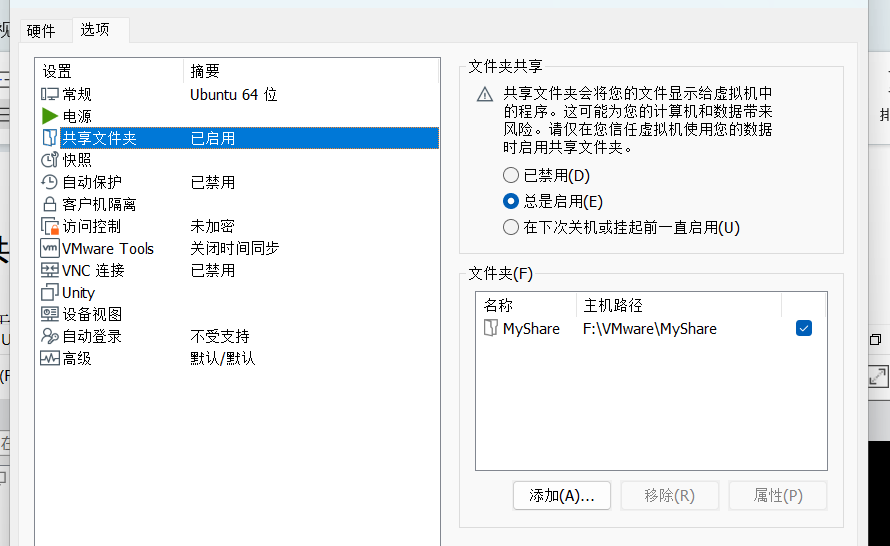 硬件 选项
设置 摘要
常规 Ubuntu 64 位
电源
共享文件夹 已启用
快照
自动保护 已禁用
客户机隔离
访问控制 未加密
VMware Tools 关闭时间同步
VNC 连接 已禁用
Unity
设备视图
自动登录 不受支持
高级 默认/默认
文件夹共享
共享文件夹会将您的文件显示给虚拟机中
的程序。这可能为您的计算机和数据带来
风险。请仅在您信任虚拟机使用您的数据
时启用共享文件夹。
已禁用(D)
总是启用(E)
在下次关机或挂起前一直启用(U)
文件夹(F)
名称 主机路径
MyShare F:\VMware\MyShare
添加(A)... 移除(R) 属性(P)